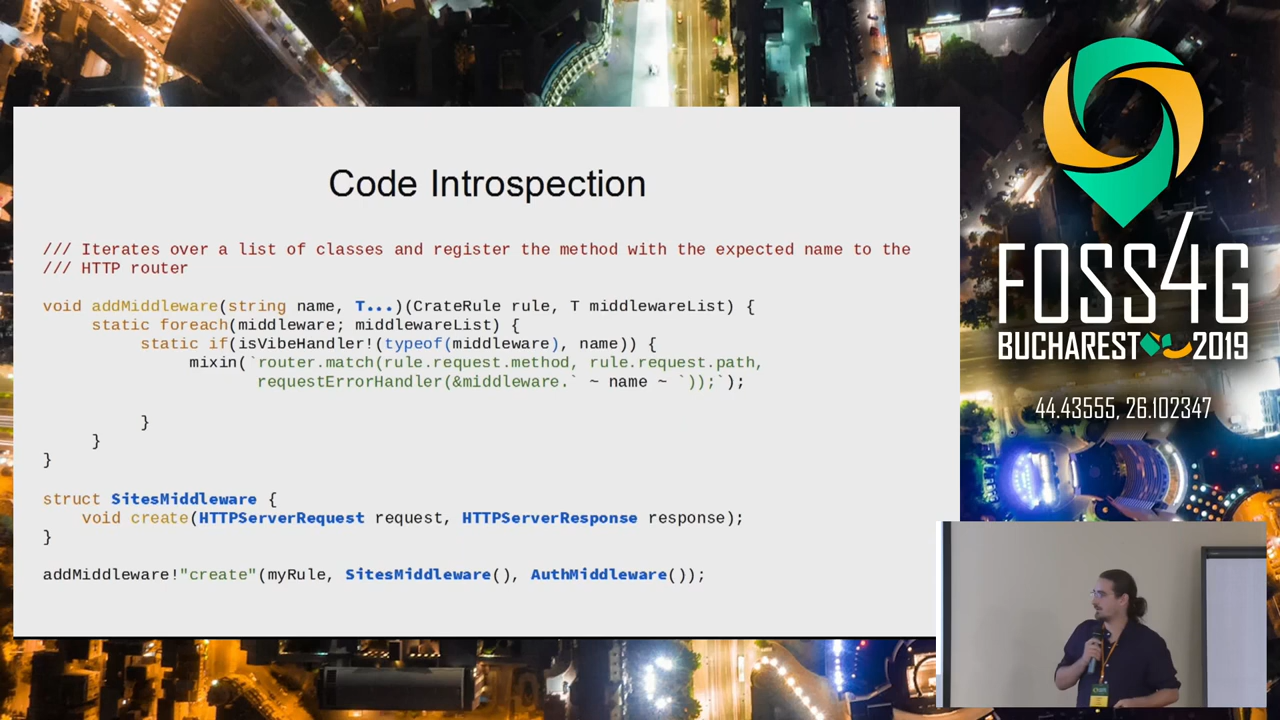 Code Introspection
/// Iterates over a list of classes and register the method with the expected name to the
/// HTTP router
void addMiddleware(string name, T...)(CrateRule rule, T middlewareList) {
static foreach(middleware; middlewareList) {
static if(isVibeHandler!(typeof(middleware), name)) {
mixin(`router.match(rule.request.method, rule.request.path,
requestErrorHandler(&middleware.` ~ name ~ `));`);
}
}
}
struct SitesMiddleware {
void create(HTTPServerRequest request, HTTPServerResponse response);
}
addMiddleware!"create"(myRule, SitesMiddleware(), AuthMiddleware());
FOSS4G
BUCHAREST 2019
44.43555, 26.102347